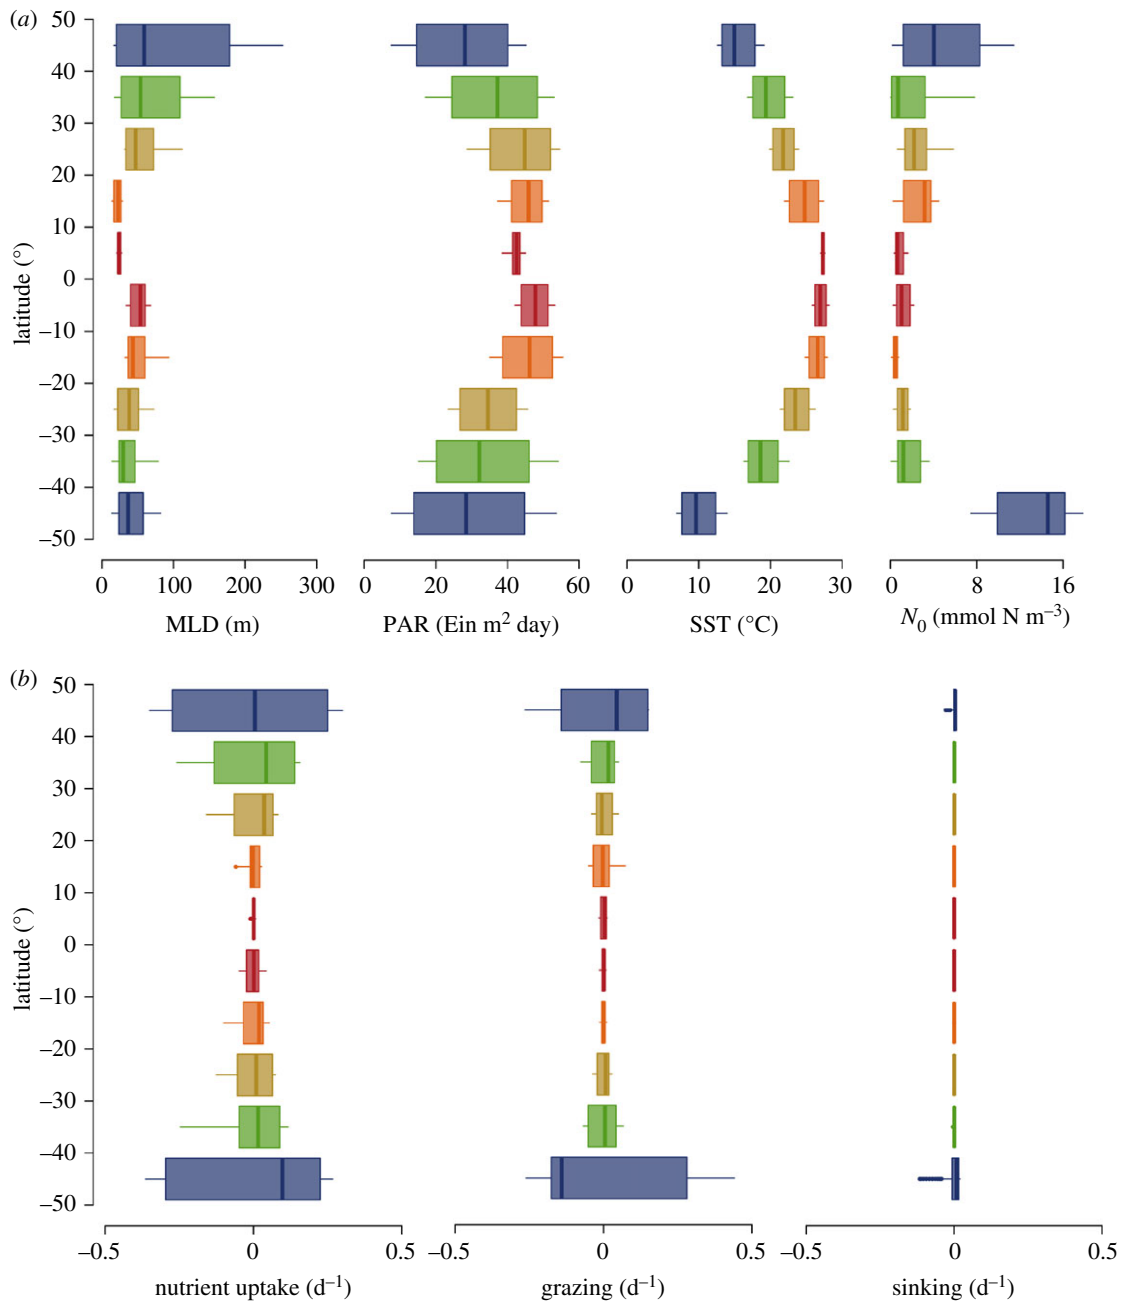 (a)
50
40
30
20
10
0
–10
–20
–30
–40
–50
latitude (°)
0 100 200 300 0 20 40 60 0 10 20 30 0 8 16
MLD (m) PAR (Ein m² day) SST (°C) N₀ (mmol N m⁻³)
(b)
50
40
30
20
10
0
–10
–20
–30
–40
–50
latitude (°)
–0.5 0 0.5 –0.5 0 0.5 –0.5 0 0.5
nutrient uptake (d⁻¹) grazing (d⁻¹) sinking (d⁻¹)